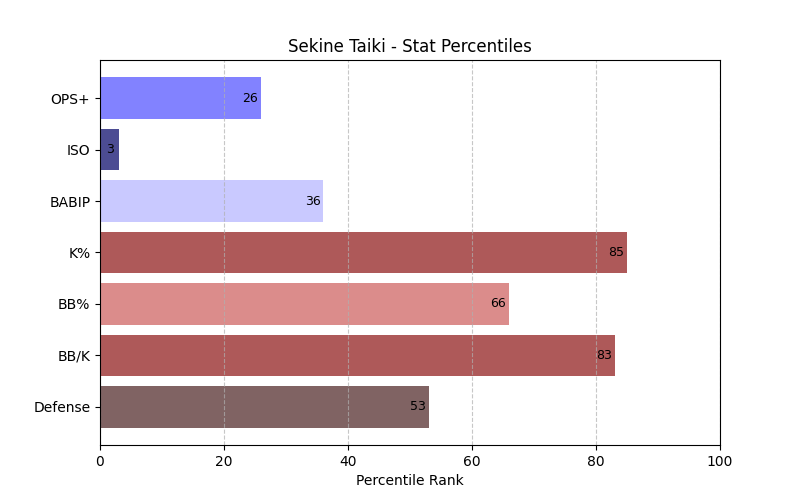 Sekine Taiki - Stat Percentiles
OPS+ 26
ISO 3
BABIP 36
K% 85
BB% 66
BB/K 83
Defense 53
0 20 40 60 80 100
Percentile Rank